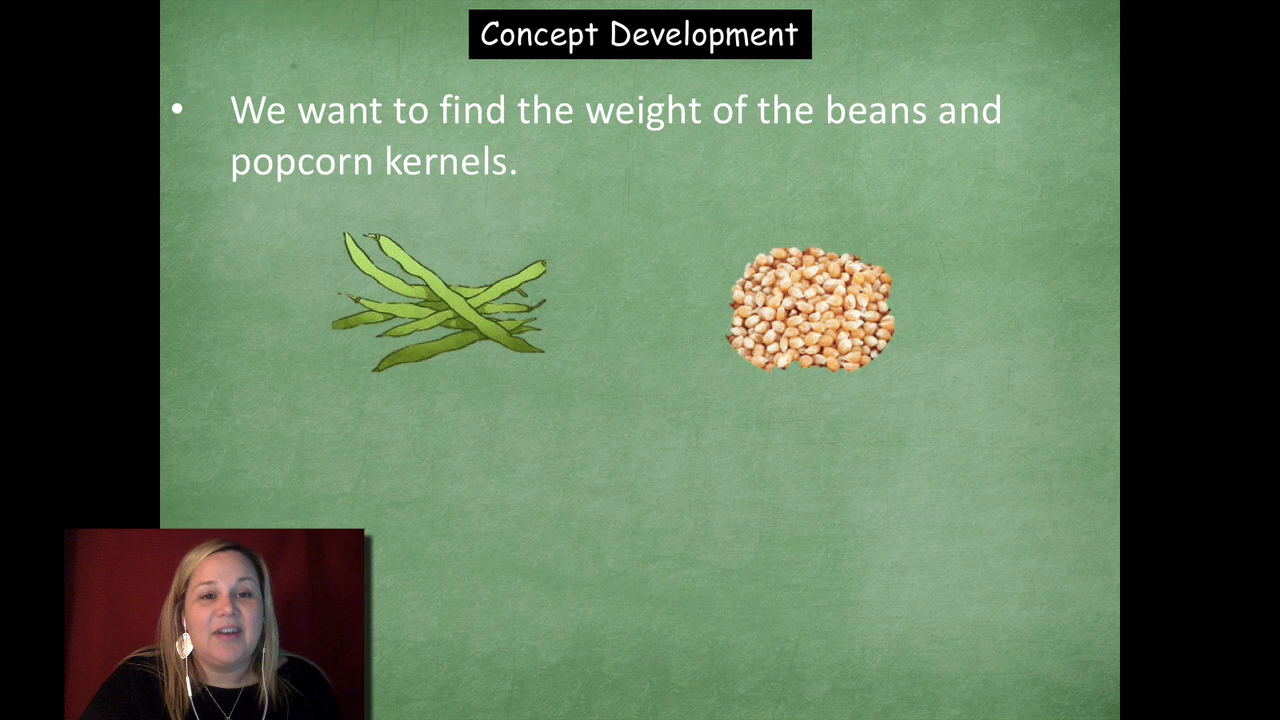 Concept Development
• We want to find the weight of the beans and
popcorn kernels.